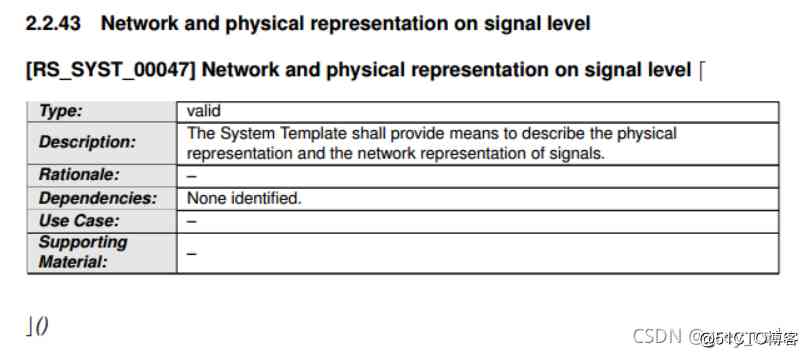 2.2.43 Network and physical representation on signal level
[RS_SYST_00047] Network and physical representation on signal level ⌈
Type: valid
Description: The System Template shall provide means to describe the physical
representation and the network representation of signals.
Rationale: –
Dependencies: None identified.
Use Case: –
Supporting
Material: –
⌋()
CSDN
@51CTO博客